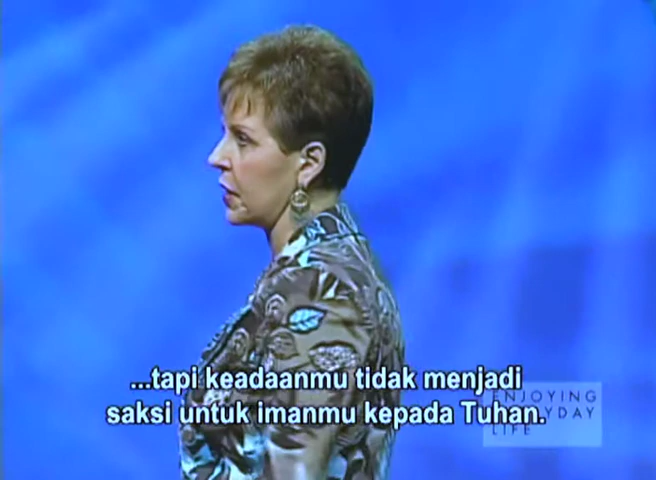 ...tapi keadaanmu tidak menjadi
saksi untuk imanmu kepada Tuhan.
ENJOYING
DAY
LIFE